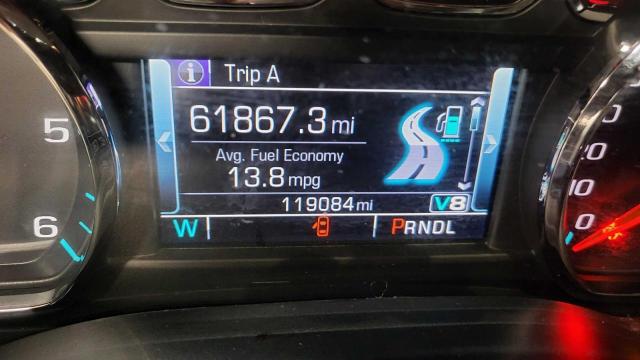 Trip A
61867.3 mi
Avg. Fuel Economy
13.8 mpg
119084 mi V8
W PRNDL
5
6